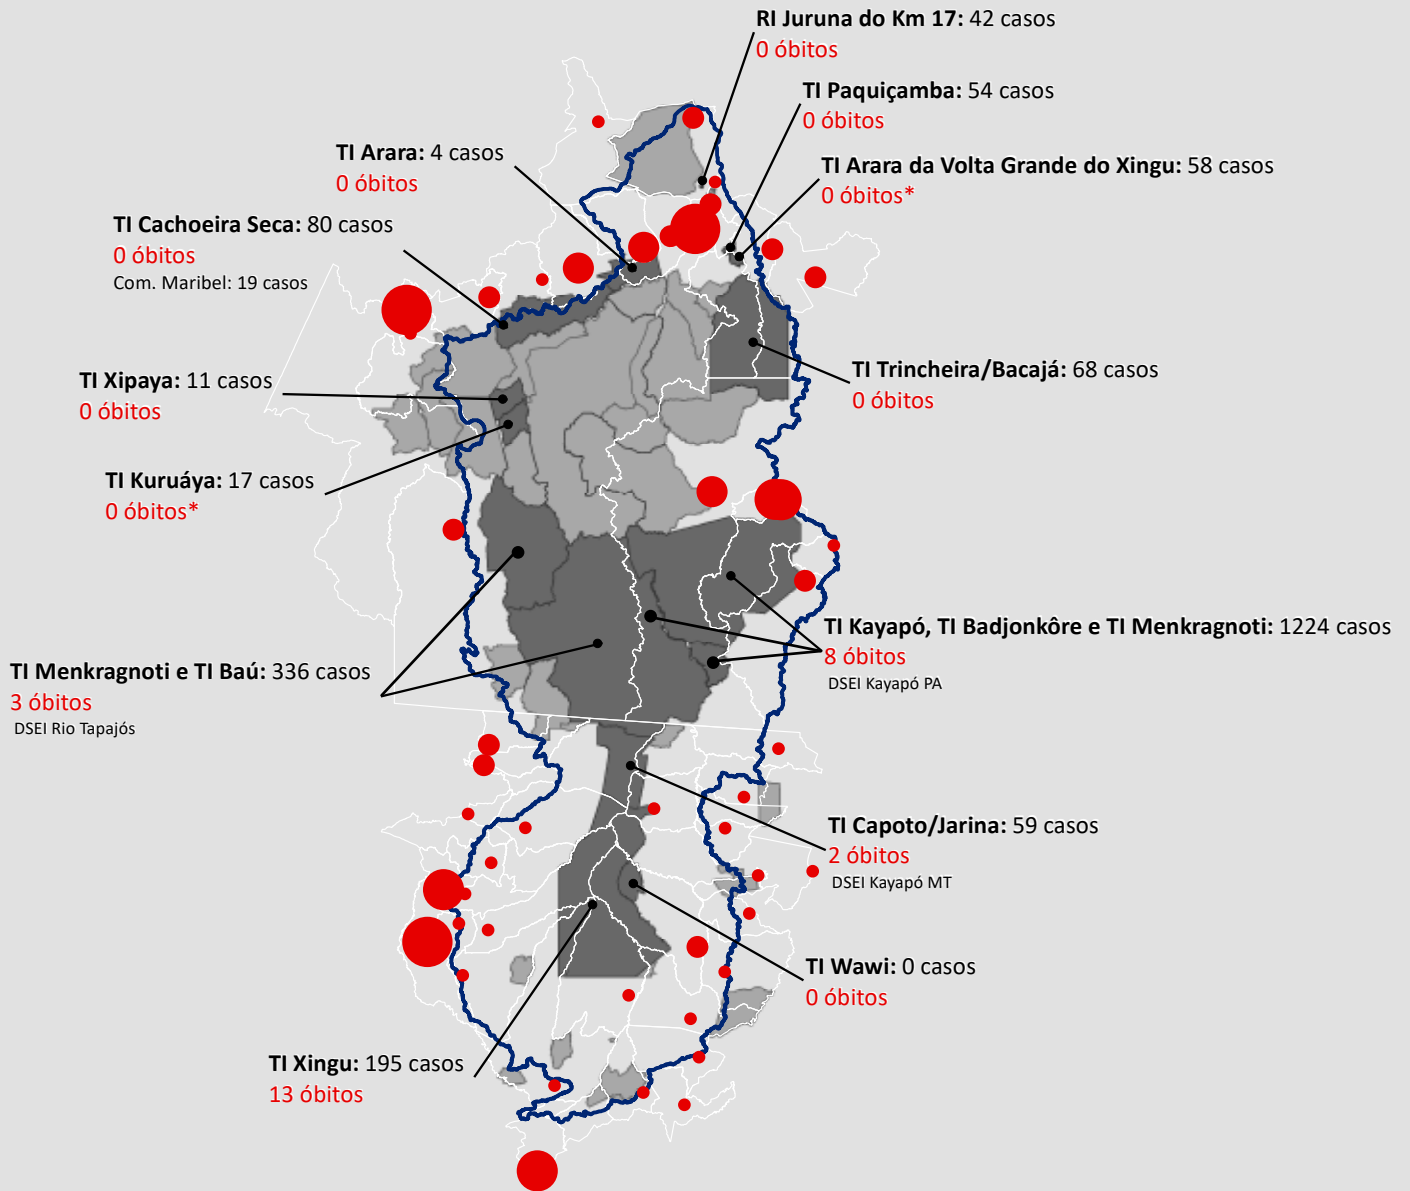 RI Juruna do Km 17: 42 casos
0 óbitos
TI Paquiçamba: 54 casos
0 óbitos
TI Arara: 4 casos
0 óbitos
TI Arara da Volta Grande do Xingu: 58 casos
0 óbitos*
TI Cachoeira Seca: 80 casos
0 óbitos
Com. Maribel: 19 casos
TI Xipaya: 11 casos
0 óbitos
TI Trincheira/Bacajá: 68 casos
0 óbitos
TI Kuruáya: 17 casos
0 óbitos*
TI Kayapó, TI Badjonkôre e TI Menkragnoti: 1224 casos
8 óbitos
DSEI Kayapó PA
TI Menkragnoti e TI Baú: 336 casos
3 óbitos
DSEI Rio Tapajós
TI Capoto/Jarina: 59 casos
2 óbitos
DSEI Kayapó MT
TI Wawi: 0 casos
0 óbitos
TI Xingu: 195 casos
13 óbitos